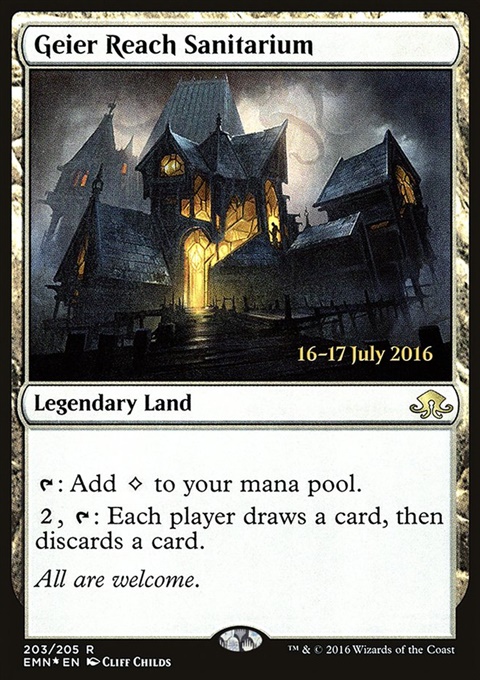 Geier Reach Sanitarium
16–17 July 2016
Legendary Land
: Add ◇ to your mana pool.
2, : Each player draws a card, then
discards a card.
All are welcome.
203/205 R
EMN★EN Cliff Childs
™ & © 2016 Wizards of the Coast